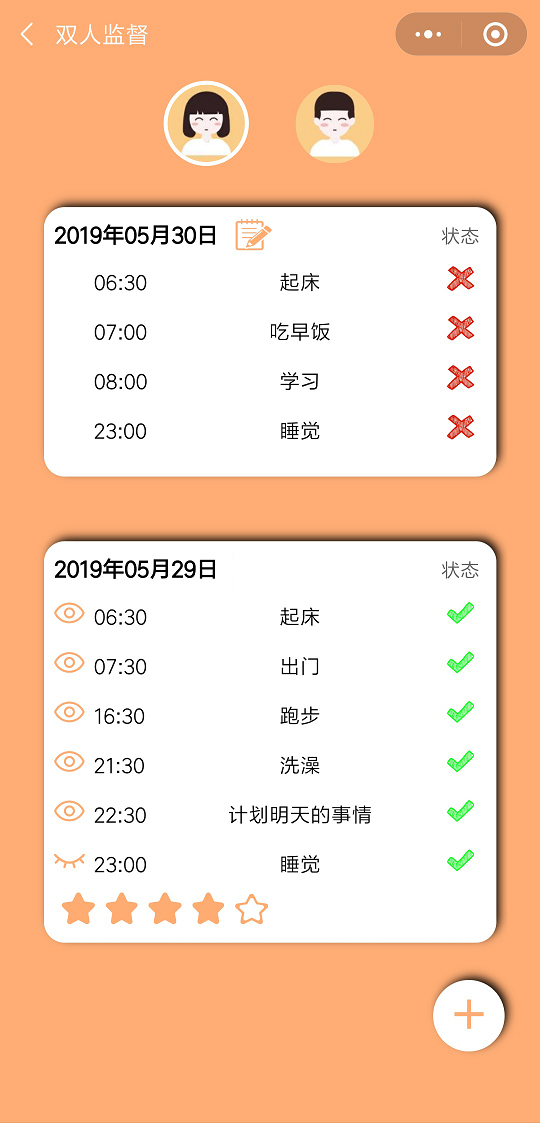 双人监督
2019年05月30日 状态
06:30 起床
07:00 吃早饭
08:00 学习
23:00 睡觉
2019年05月29日 状态
06:30 起床
07:30 出门
16:30 跑步
21:30 洗澡
22:30 计划明天的事情
23:00 睡觉